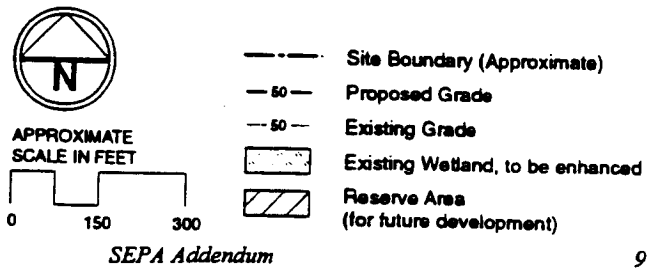 N
APPROXIMATE
SCALE IN FEET
0 150 300
Site Boundary (Approximate)
50 Proposed Grade
50 Existing Grade
Existing Wetland, to be enhanced
Reserve Area
(for future development)
SEPA Addendum 9